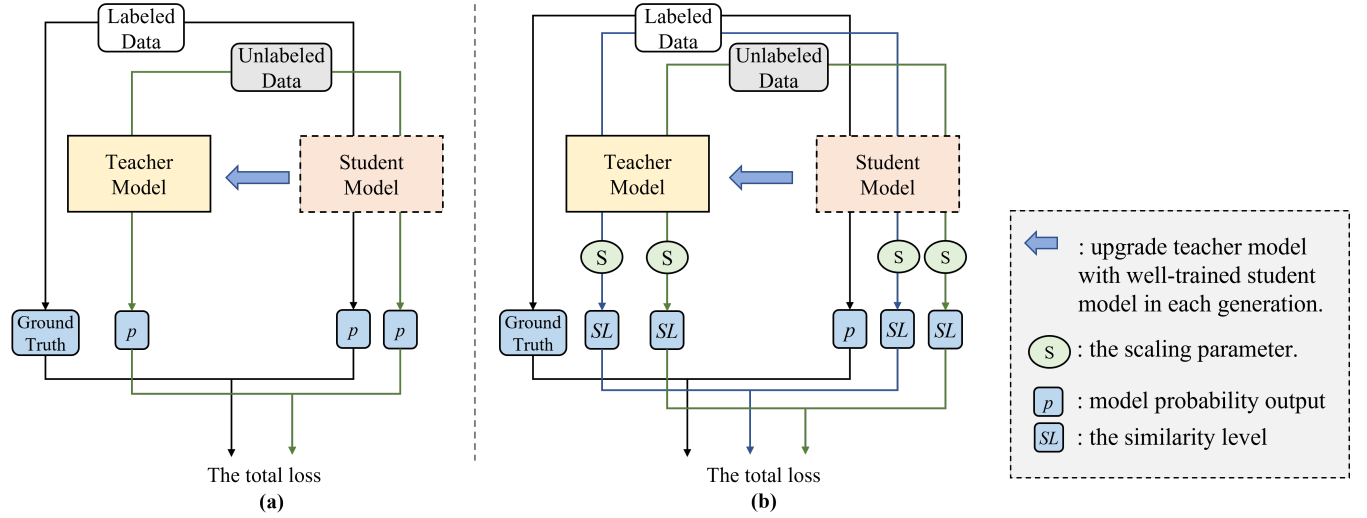 Labeled
Data
Unlabeled
Data
Teacher
Model
Student
Model
Ground
Truth
p
p
p
The total loss
(a)
Labeled
Data
Unlabeled
Data
Teacher
Model
Student
Model
S
S
S
S
Ground
Truth
SL
SL
p
SL
SL
The total loss
(b)
: upgrade teacher model
with well-trained student
model in each generation.
S
: the scaling parameter.
p
: model probability output
SL
: the similarity level